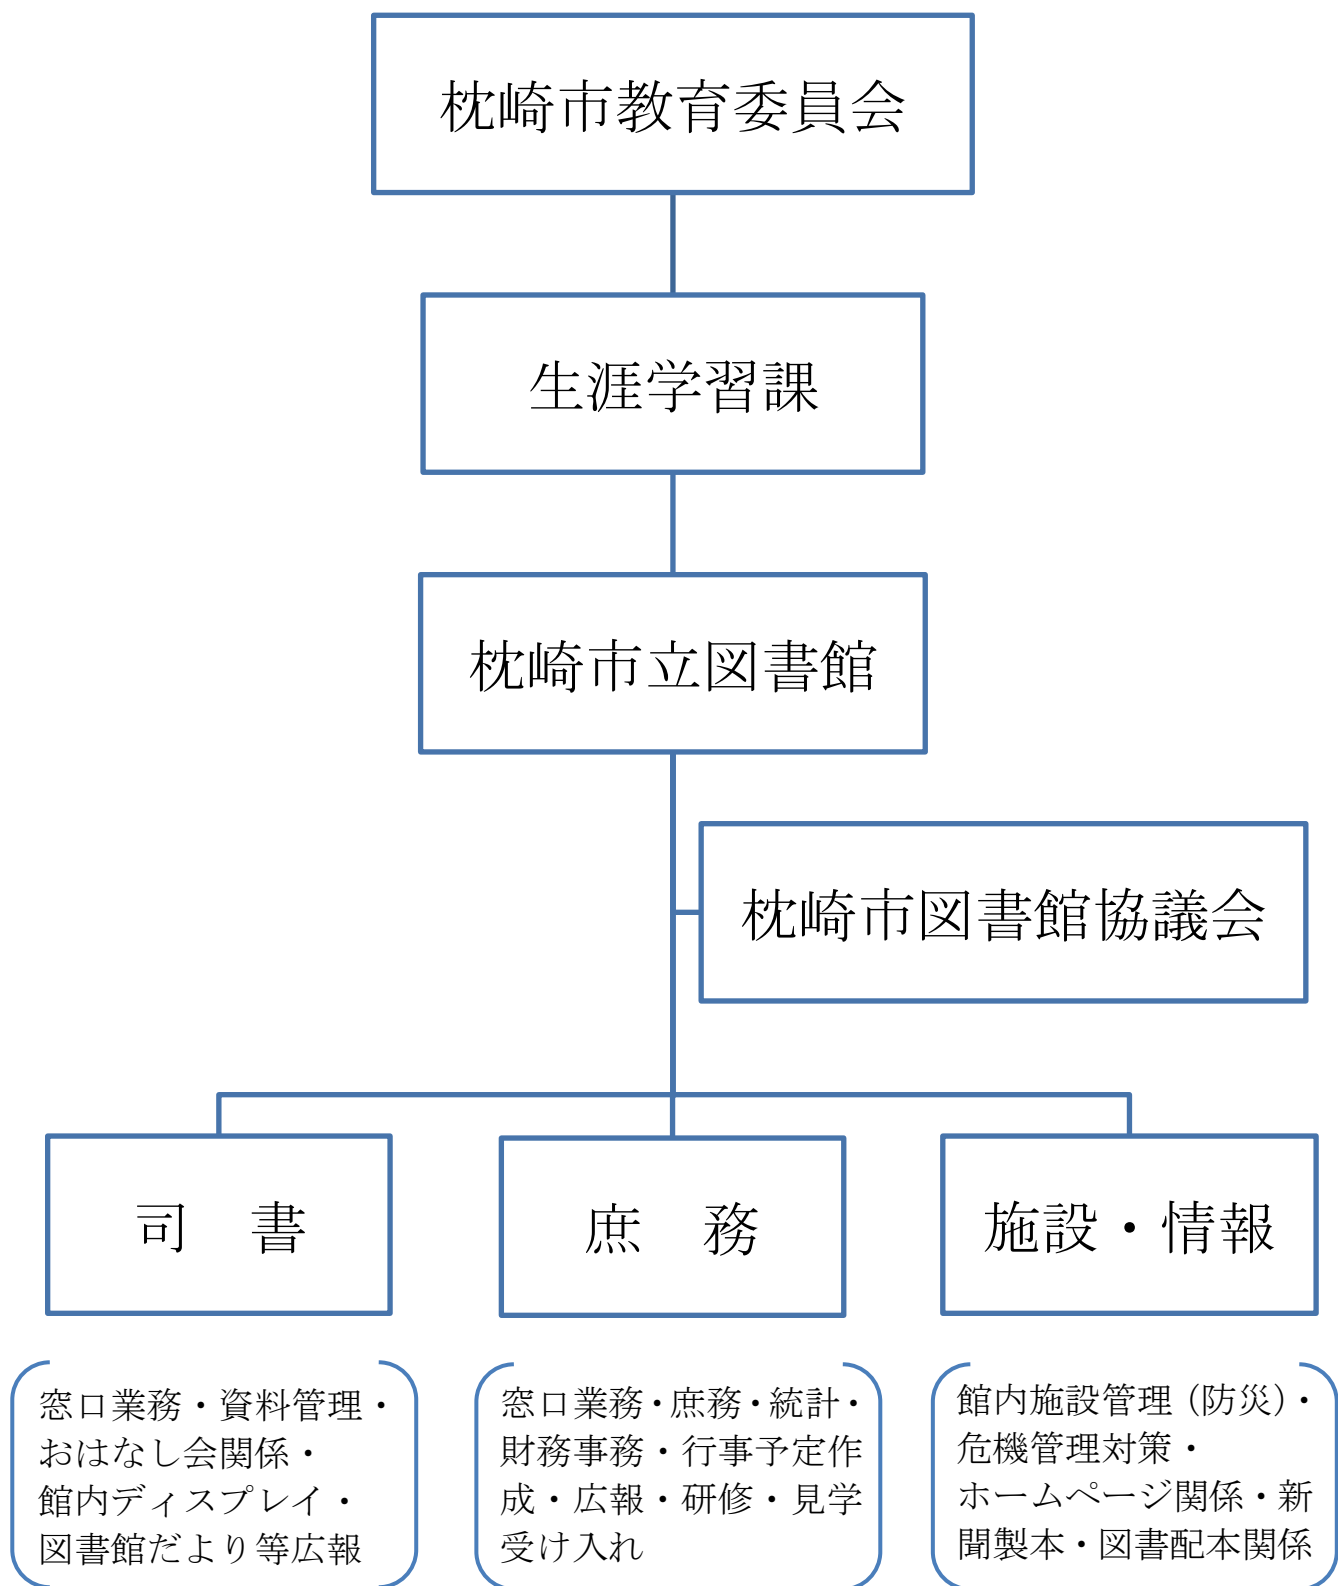 枕崎市教育委員会
生涯学習課
枕崎市立図書館
枕崎市図書館協議会
司　書
庶　務
施設・情報
窓口業務・資料管理・
おはなし会関係・
館内ディスプレイ・
図書館だより等広報
窓口業務・庶務・統計・
財務事務・行事予定作
成・広報・研修・見学
受け入れ
館内施設管理（防災）・
危機管理対策・
ホームページ関係・新
聞製本・図書配本関係